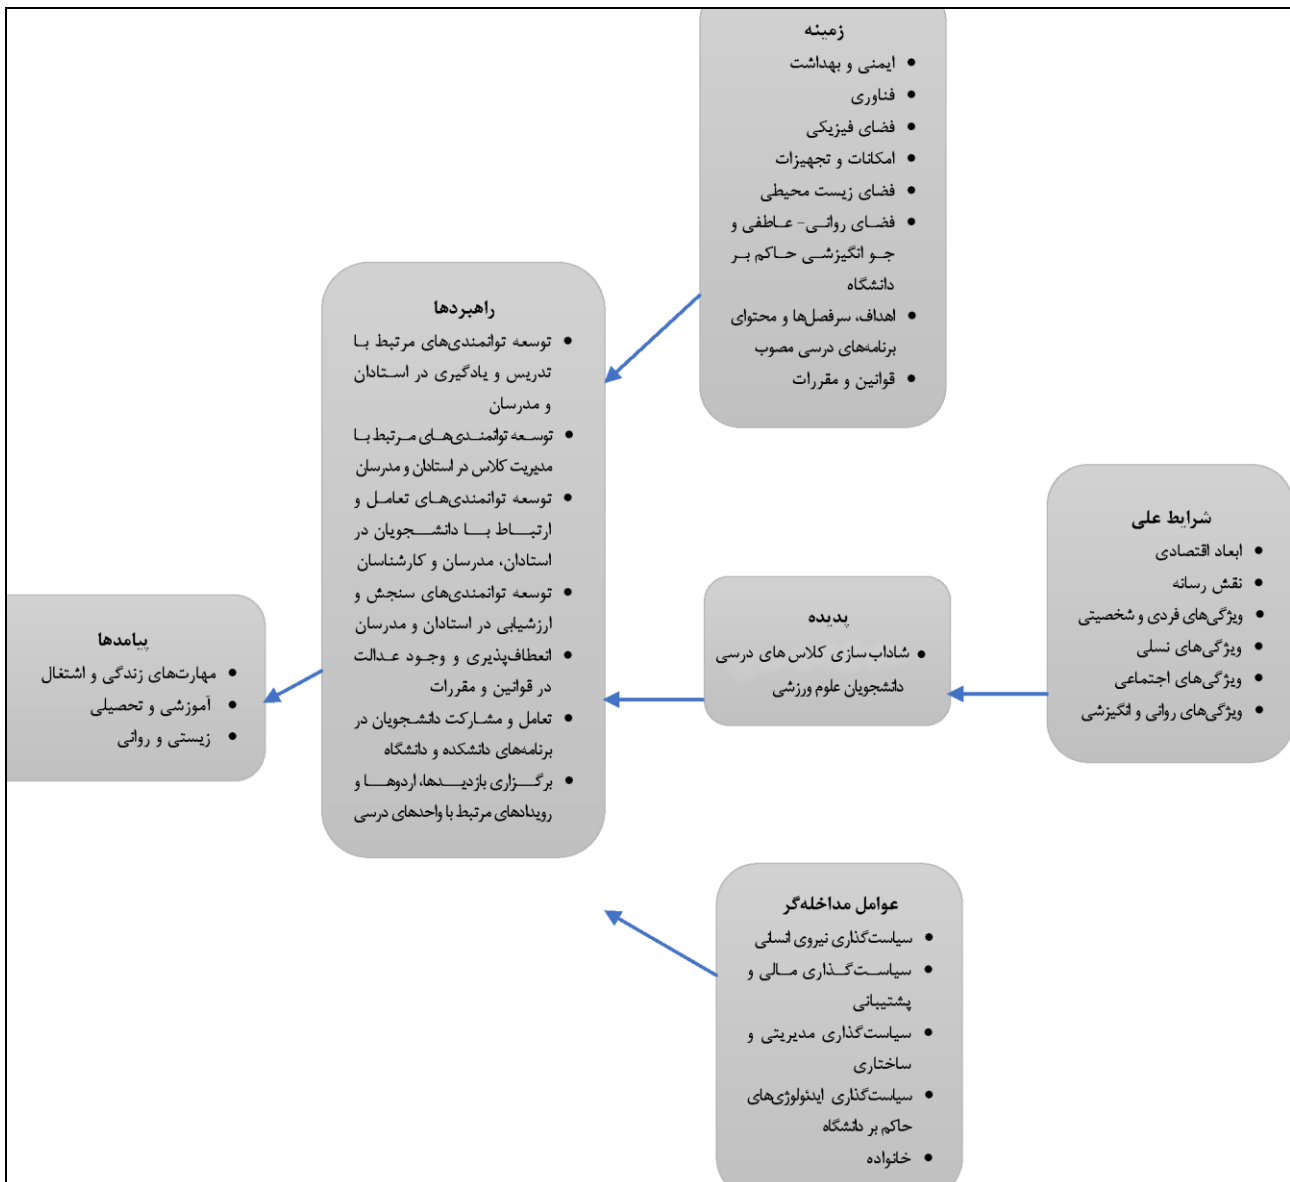 زمینه
ایمنی و بهداشت
فناوری
فضای فیزیکی
امکانات و تجهیزات
فضای زیست محیطی
فضای روانی- عاطفی و
جو انگیزشی حاکم بر
دانشگاه
اهداف، سرفصل‌ها و محتوای
برنامه‌های درسی مصوب
قوانین و مقررات
شرایط علی
ابعاد اقتصادی
نقش رسانه
ویژگی‌های فردی و شخصیتی
ویژگی‌های نسلی
ویژگی‌های اجتماعی
ویژگی‌های روانی و انگیزشی
پدیده
شاداب‌سازی کلاس‌های درسی
دانشجویان علوم ورزشی
عوامل مداخله‌گر
سیاست‌گذاری نیروی انسانی
سیاست‌گذاری مالی و
پشتیبانی
سیاست‌گذاری مدیریتی و
ساختاری
سیاست‌گذاری ایدئولوژی‌های
حاکم بر دانشگاه
خانواده
راهبردها
توسعه توانمندی‌های مرتبط با
تدریس و یادگیری در استادان
و مدرسان
توسعه توانمندی‌های مرتبط با
مدیریت کلاس در استادان و مدرسان
توسعه توانمندی‌های تعامل و
ارتباط با دانشجویان در
استادان، مدرسان و کارشناسان
توسعه توانمندی‌های سنجش و
ارزشیابی در استادان و مدرسان
انعطاف‌پذیری و وجود عدالت
در قوانین و مقررات
تعامل و مشارکت دانشجویان در
برنامه‌های دانشکده و دانشگاه
برگزاری بازدیدها، اردوها و
رویدادهای مرتبط با واحدهای درسی
پیامدها
مهارت‌های زندگی و اشتغال
آموزشی و تحصیلی
زیستی و روانی